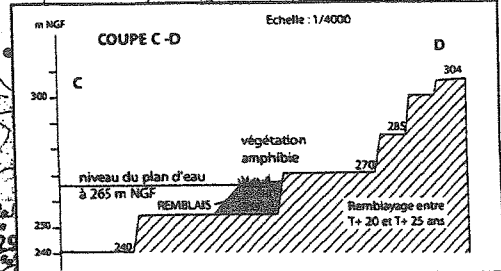 m NGF
Echelle : 1/4000
COUPE C -D
D
C
304
300
285
végétation
amphibie
270
niveau du plan d'eau
à 265 m NGF
REMBLAIS
Remblayage entre
T+ 20 et T+ 25 ans
250
240
240
29